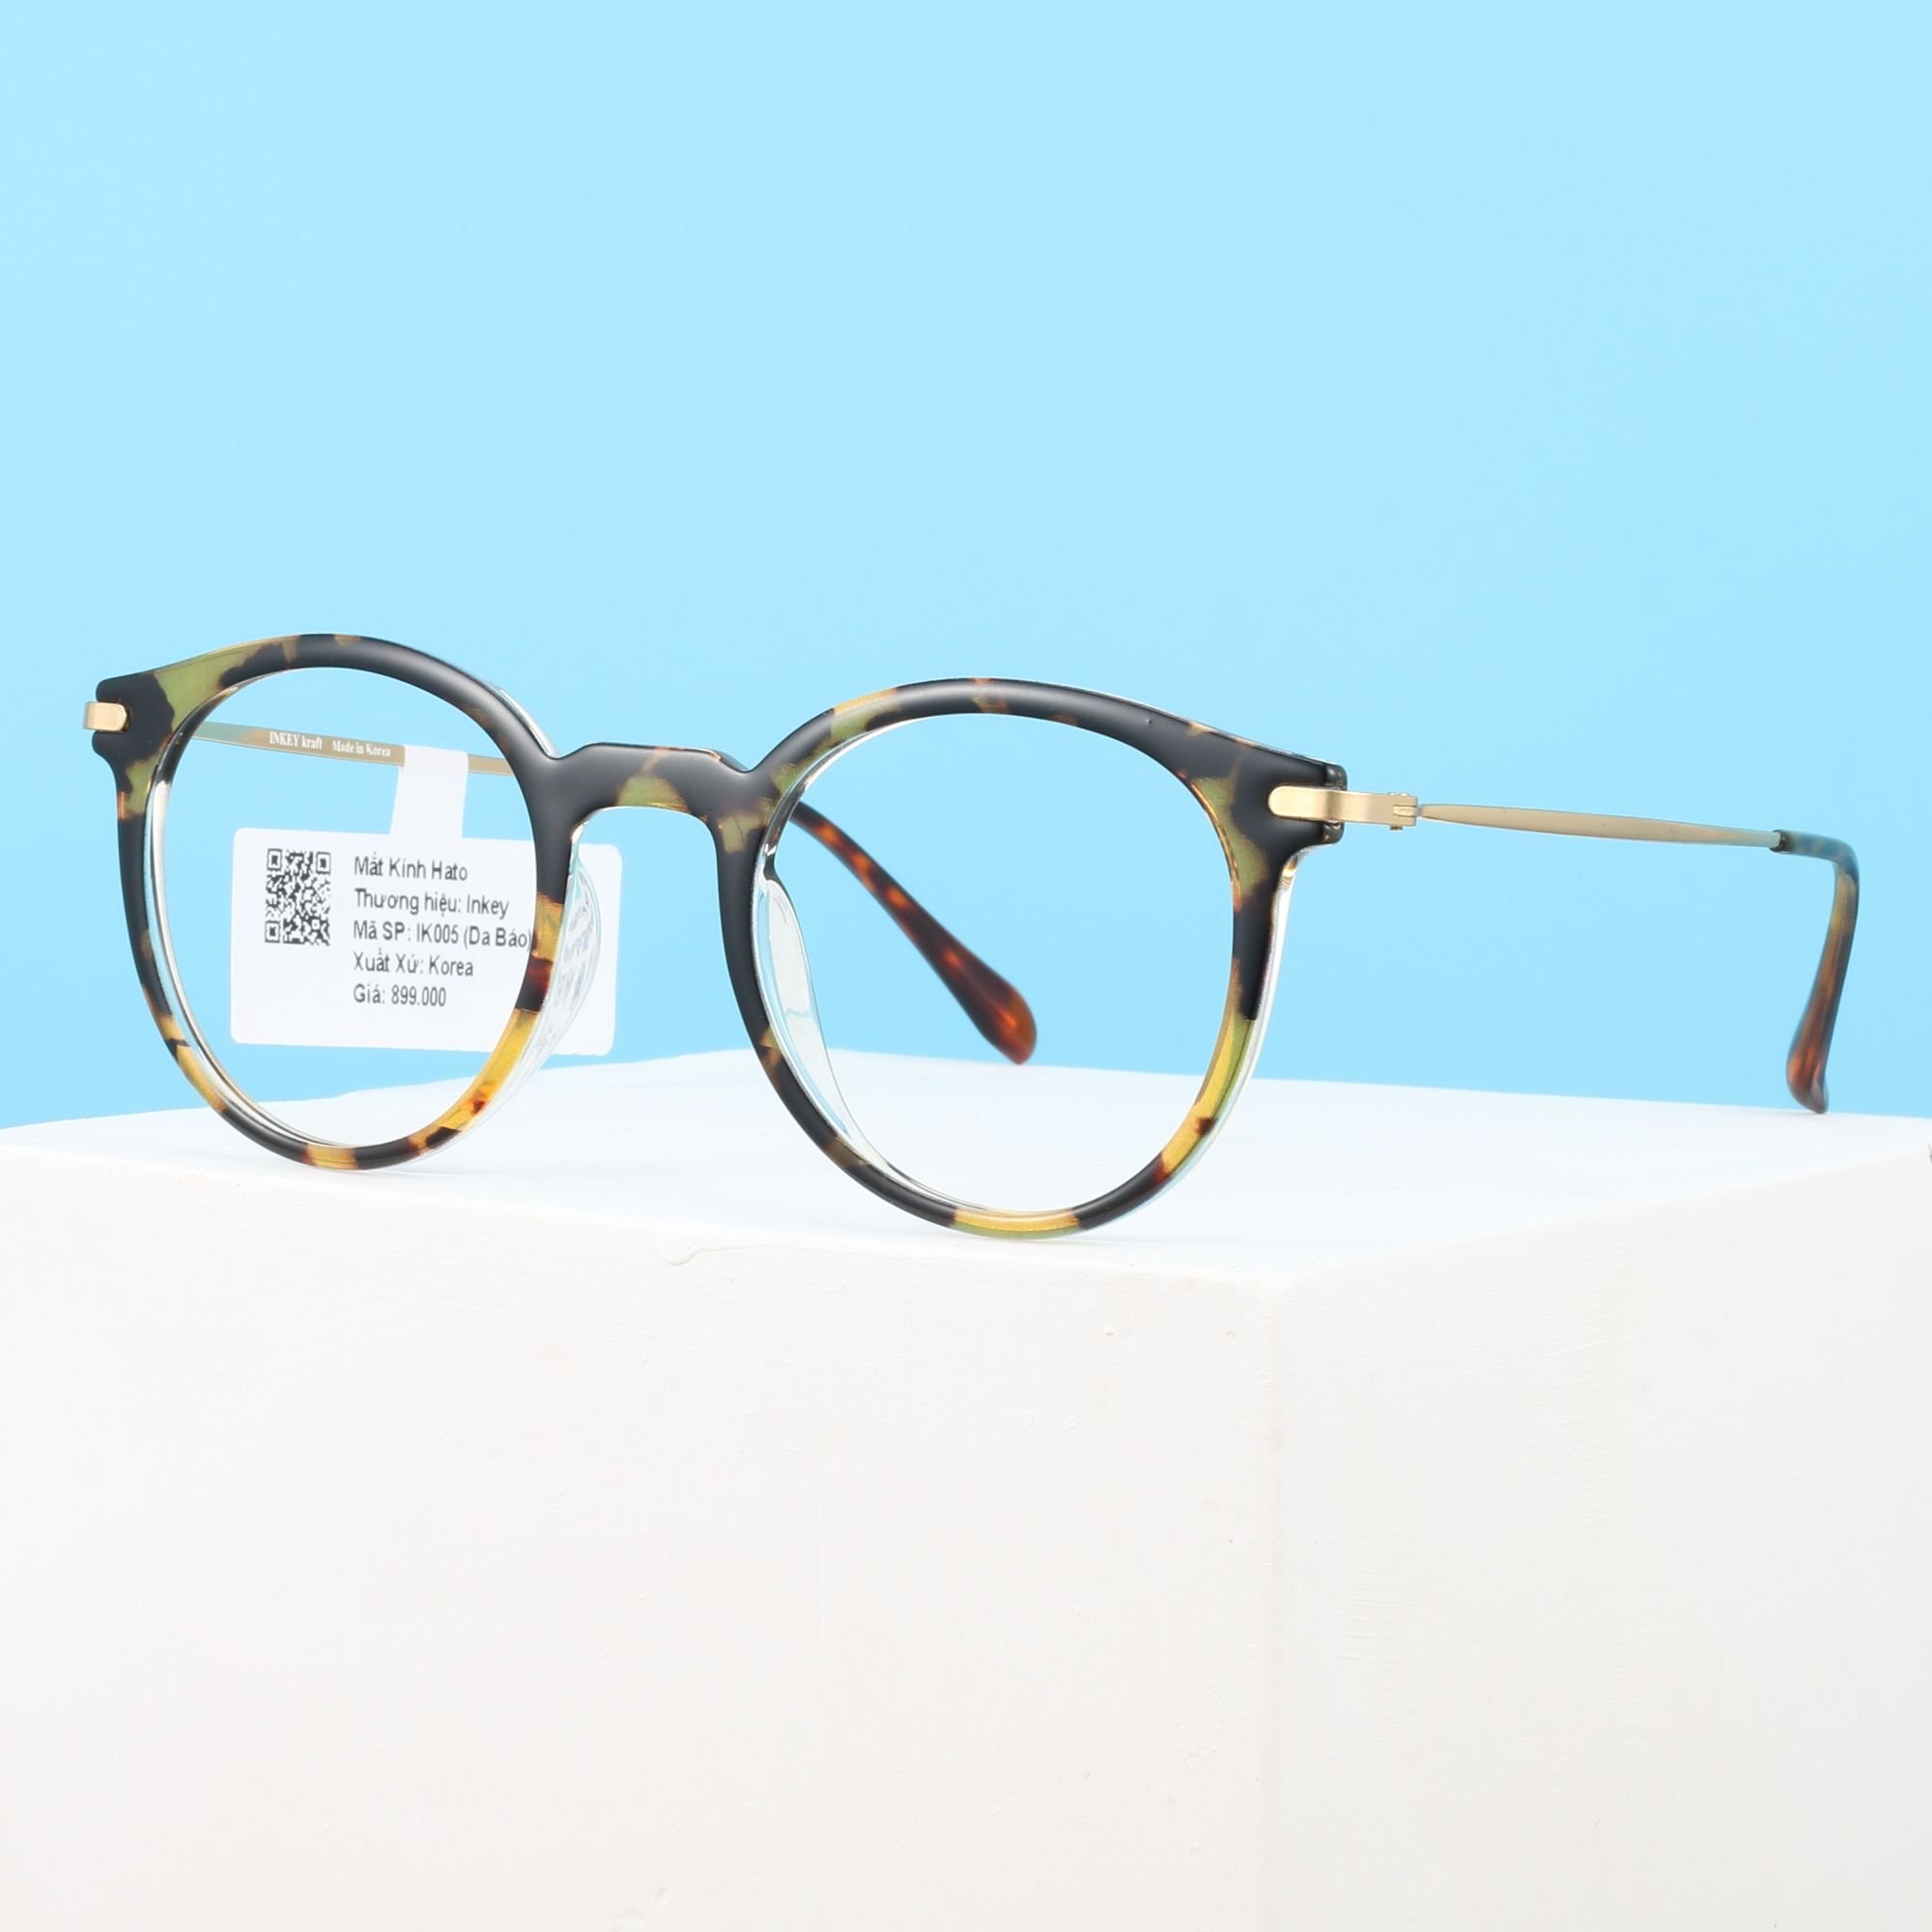 INKEY kraft Made in Korea
Mắt Kính Hato
Thương hiệu: Inkey
Mã SP: IK005 (Da Báo)
Xuất Xứ: Korea
Giá: 899.000